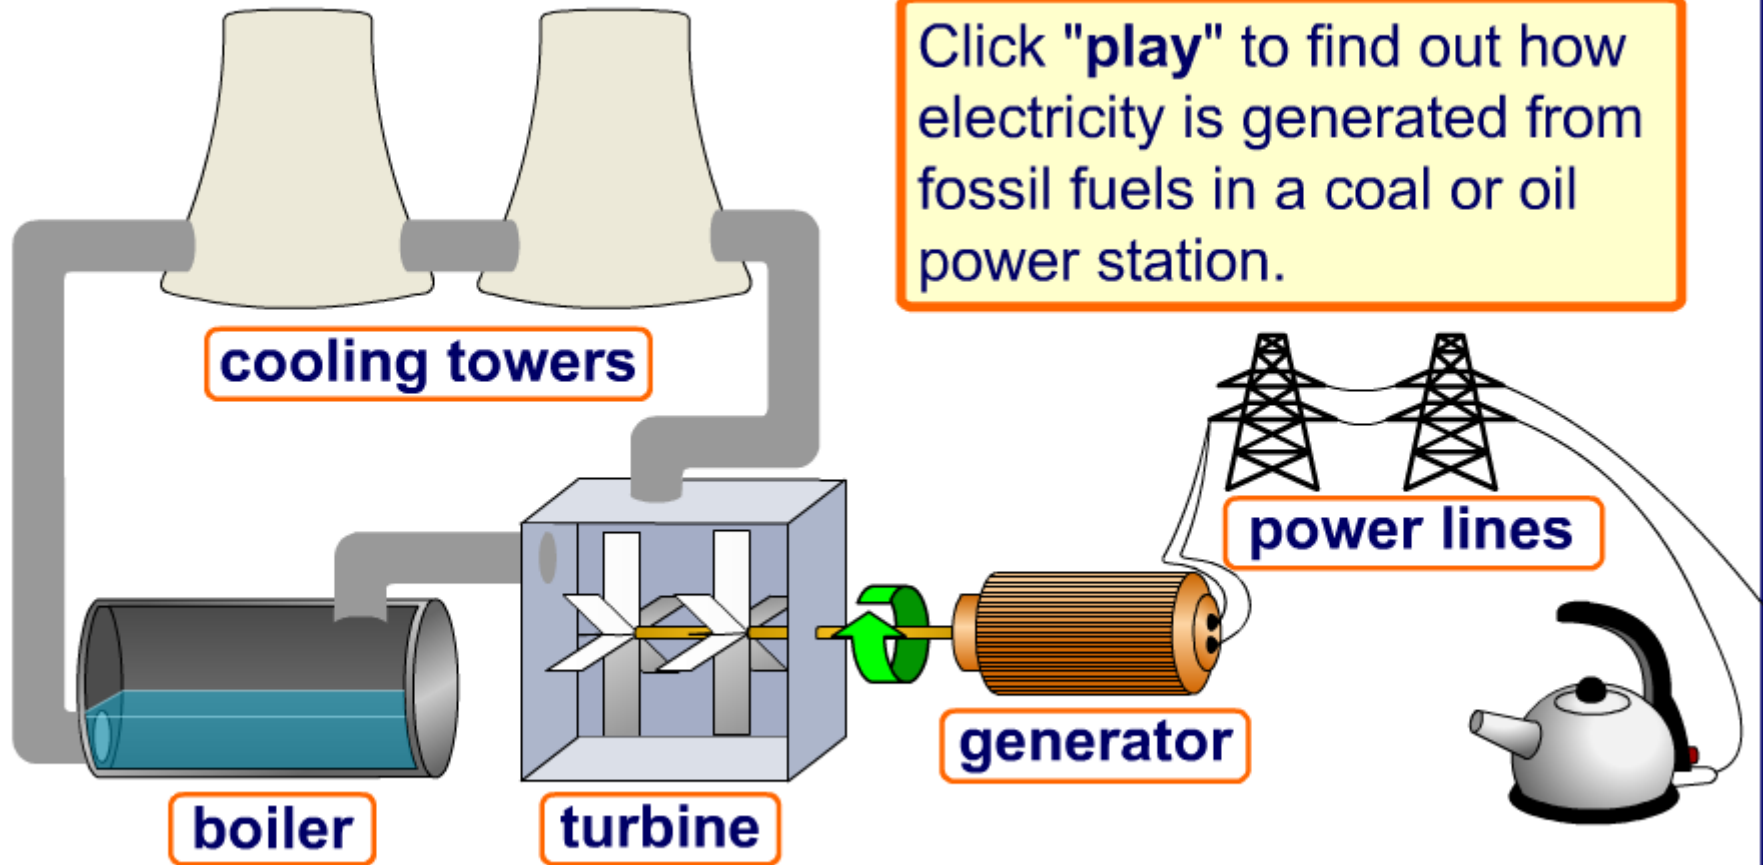 Click "play" to find out how
electricity is generated from
fossil fuels in a coal or oil
power station.
cooling towers
power lines
generator
boiler
turbine